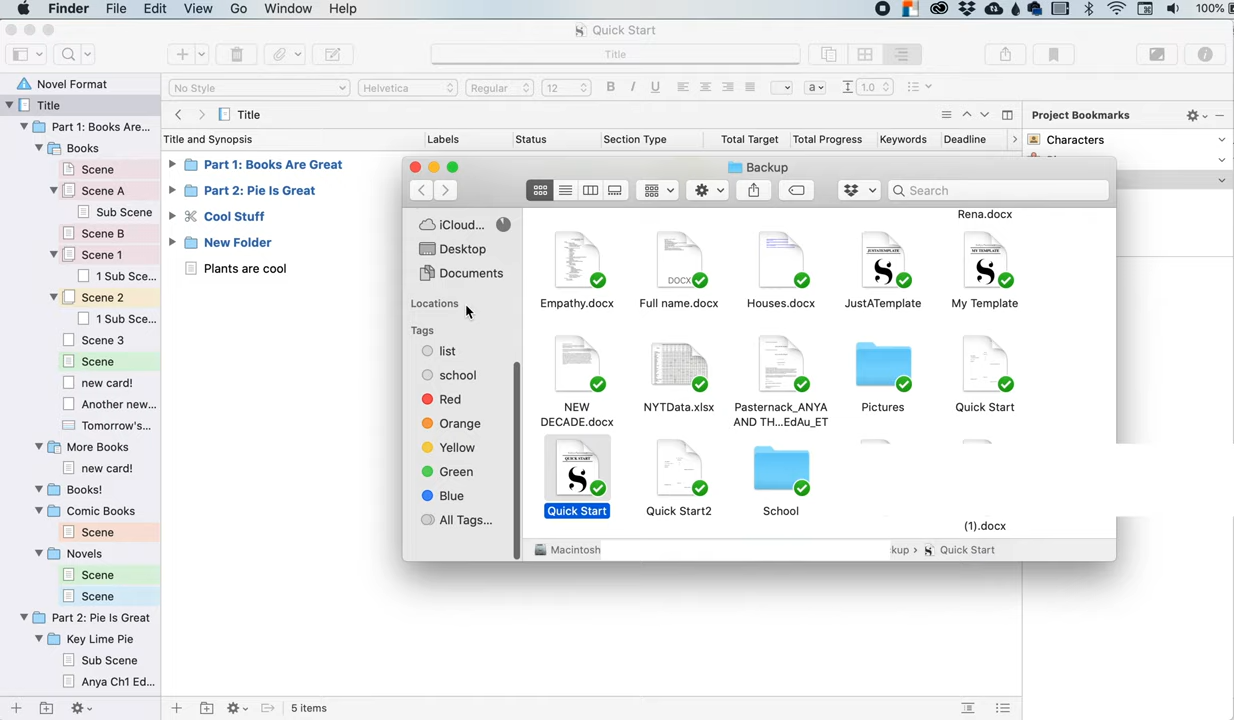 Finder File Edit View Go Window Help 100%
Quick Start
Title
No Style Helvetica Regular 12 B I U a 1.0
Novel Format
Title
Part 1: Books Are...
Books
Scene
Scene A
Sub Scene
Scene B
Scene 1
1 Sub Sce...
Scene 2
1 Sub Sce...
Scene 3
Scene
new card!
Another new...
Tomorrow's...
More Books
new card!
Books!
Comic Books
Scene
Novels
Scene
Scene
Part 2: Pie Is Great
Key Lime Pie
Sub Scene
Anya Ch1 Ed...
Title
Title and Synopsis Labels Status Section Type Total Target Total Progress Keywords Deadline
Part 1: Books Are Great
Part 2: Pie Is Great
Cool Stuff
New Folder
Plants are cool
5 items
Project Bookmarks
Characters
Backup
Search
iCloud...
Desktop
Documents
Locations
Tags
list
school
Red
Orange
Yellow
Green
Blue
All Tags...
Rena.docx
Empathy.docx
DOCX
Full name.docx
Houses.docx
JUSTATEMPLATE
JustATemplate
MY TEMPLATE
My Template
NEW
DECADE.docx
NYTData.xlsx
Pasternack_ANYA
AND TH...EdAu_ET
Pictures
Quick Start
QUICK START
Quick Start
Quick Start2
School
(1).docx
Macintosh
ckup › Quick Start